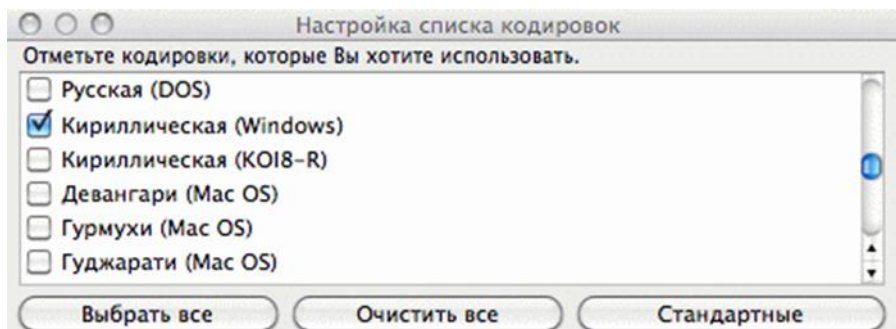 Настройка списка кодировок
Отметьте кодировки, которые Вы хотите использовать.
Русская (DOS)
Кириллическая (Windows)
Кириллическая (KOI8-R)
Девангари (Mac OS)
Гурмухи (Mac OS)
Гуджарати (Mac OS)
Выбрать все Очистить все Стандартные